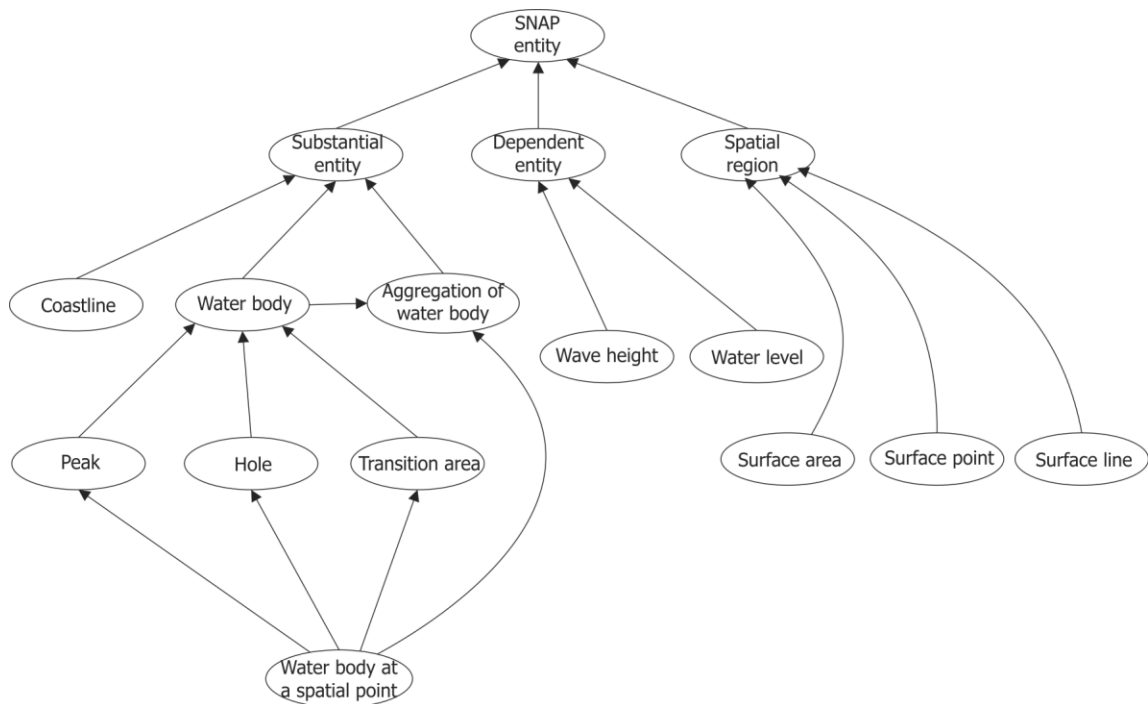 SNAP
entity
Substantial
entity
Dependent
entity
Spatial
region
Coastline
Water body
Aggregation of
water body
Wave height
Water level
Peak
Hole
Transition area
Surface area
Surface point
Surface line
Water body at
a spatial point